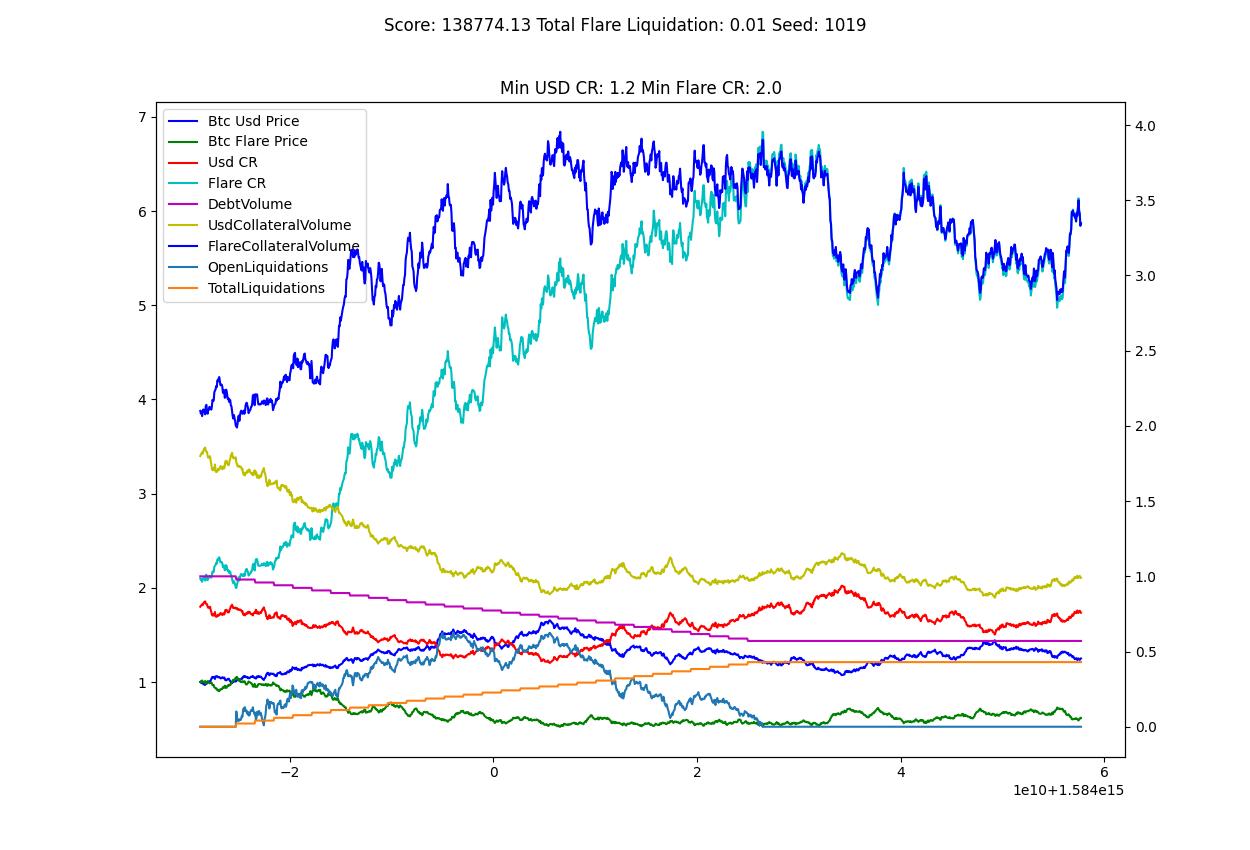 Score: 138774.13 Total Flare Liquidation: 0.01 Seed: 1019
Min USD CR: 1.2 Min Flare CR: 2.0
Btc Usd Price
Btc Flare Price
Usd CR
Flare CR
DebtVolume
UsdCollateralVolume
FlareCollateralVolume
OpenLiquidations
TotalLiquidations
7
6
5
4
3
2
1
4.0
3.5
3.0
2.5
2.0
1.5
1.0
0.5
0.0
−2
0
2
4
6
1e10+1.584e15